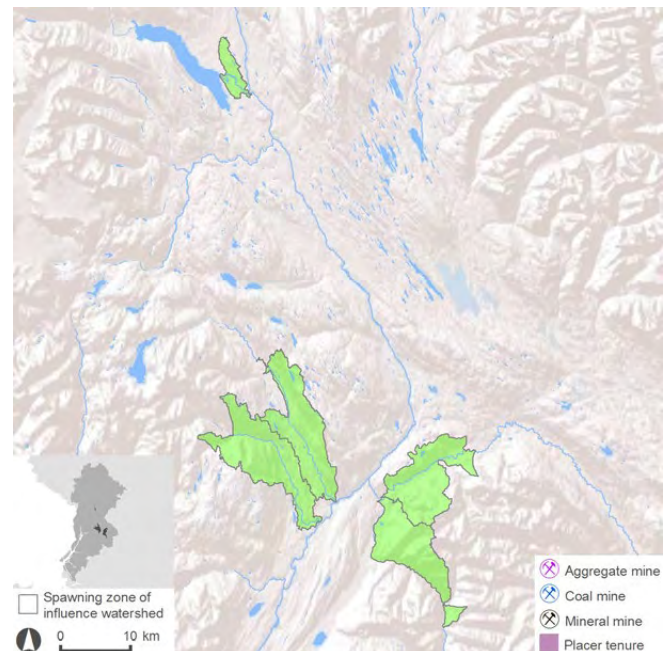 Spawning zone of
influence watershed
0 10 km
Aggregate mine
Coal mine
Mineral mine
Placer tenure